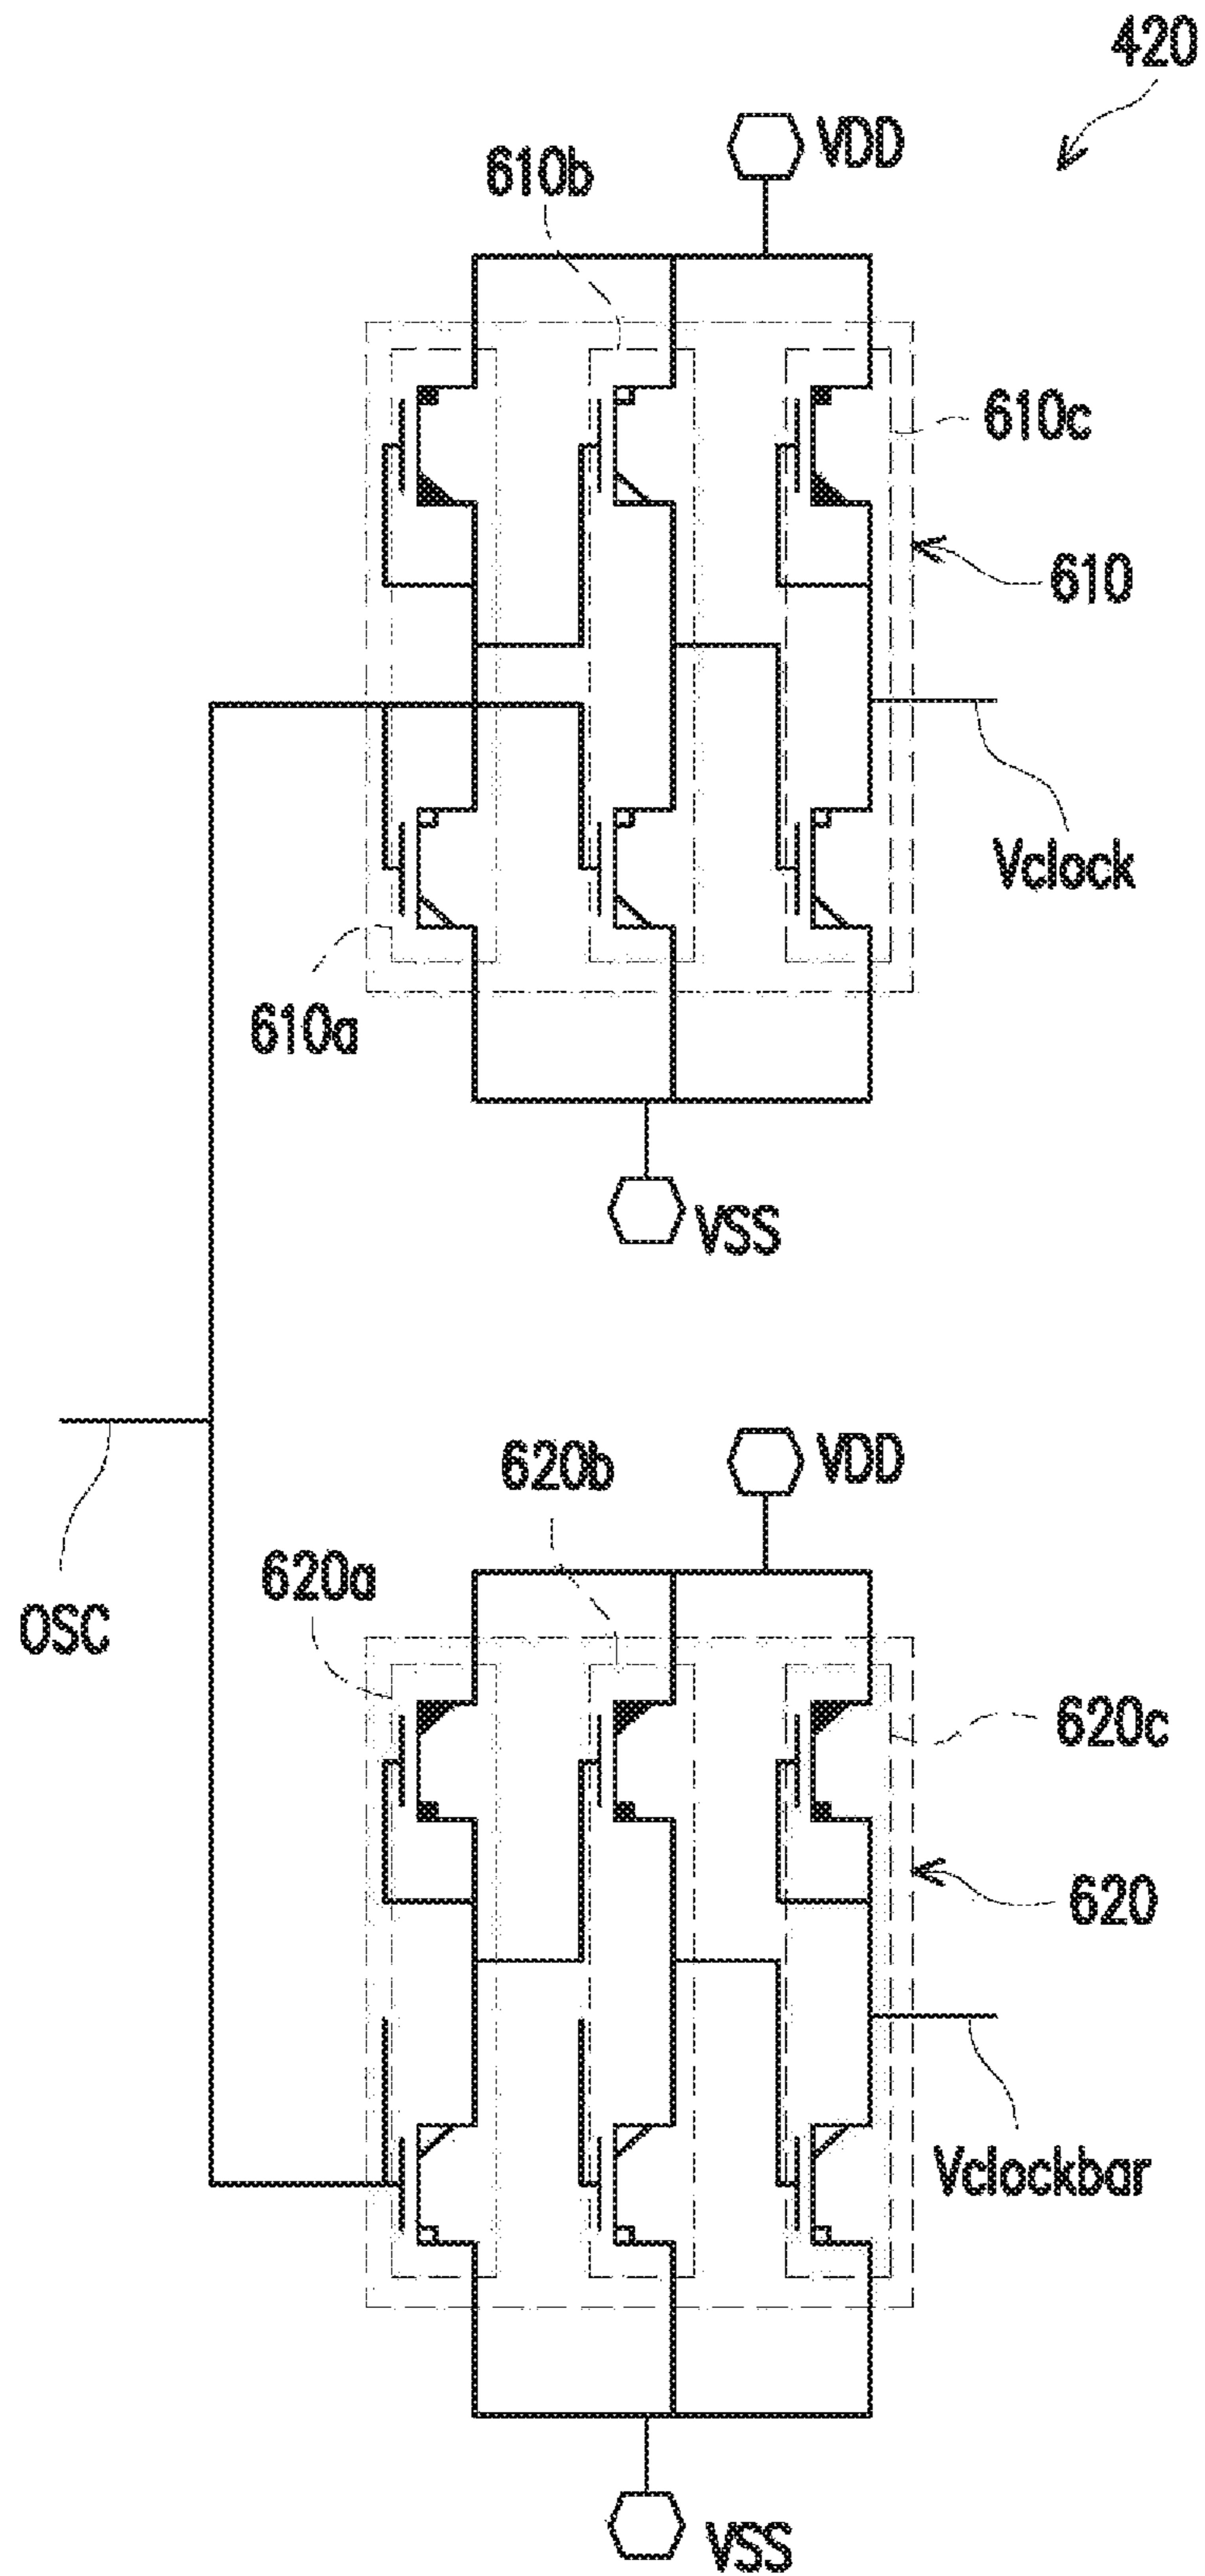 420
VDD
610b
610c
610
Vclock
610a
VSS
VDD
620b
620a
OSC
620c
620
Vclockbar
VSS